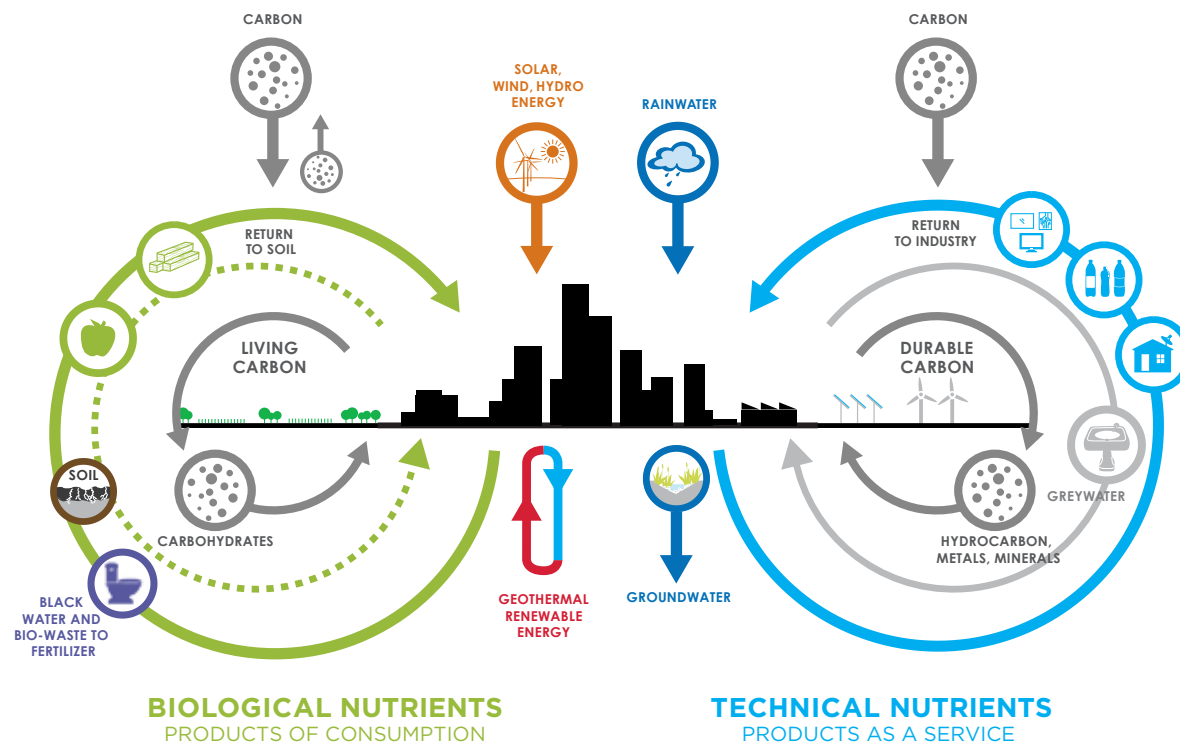 CARBON
CARBON
SOLAR,
WIND, HYDRO
ENERGY
RAINWATER
RETURN
TO SOIL
RETURN
TO INDUSTRY
LIVING
CARBON
DURABLE
CARBON
SOIL
CARBOHYDRATES
GREYWATER
HYDROCARBON,
METALS, MINERALS
BLACK
WATER AND
BIO-WASTE TO
FERTILIZER
GEOTHERMAL
RENEWABLE
ENERGY
GROUNDWATER
BIOLOGICAL NUTRIENTS
PRODUCTS OF CONSUMPTION
TECHNICAL NUTRIENTS
PRODUCTS AS A SERVICE